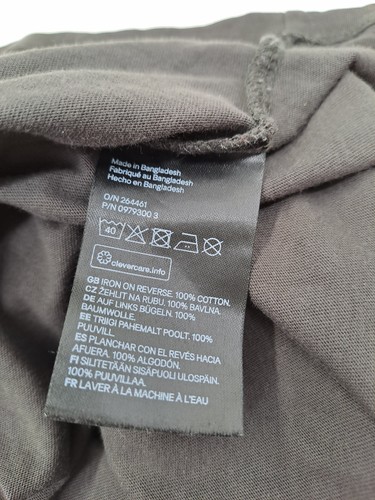 Made in Bangladesh
Fabriqué au Bangladesh
Hecho en Bangladesh
O/N 264461
P/N 0979300 3
40
clevercare.info
GB IRON ON REVERSE. 100% COTTON.
CZ ŽEHLIT NA RUBU. 100% BAVLNA.
DE AUF LINKS BÜGELN. 100%
BAUMWOLLE.
EE TRIIGI PAHEMALT POOLT. 100%
PUUVILL.
ES PLANCHAR CON EL REVÉS HACIA
AFUERA. 100% ALGODÓN.
FI SILITETÄÄN SISÄPUOLI ULOSPÄIN.
100% PUUVILLAA.
FR LAVER À LA MACHINE À L'EAU